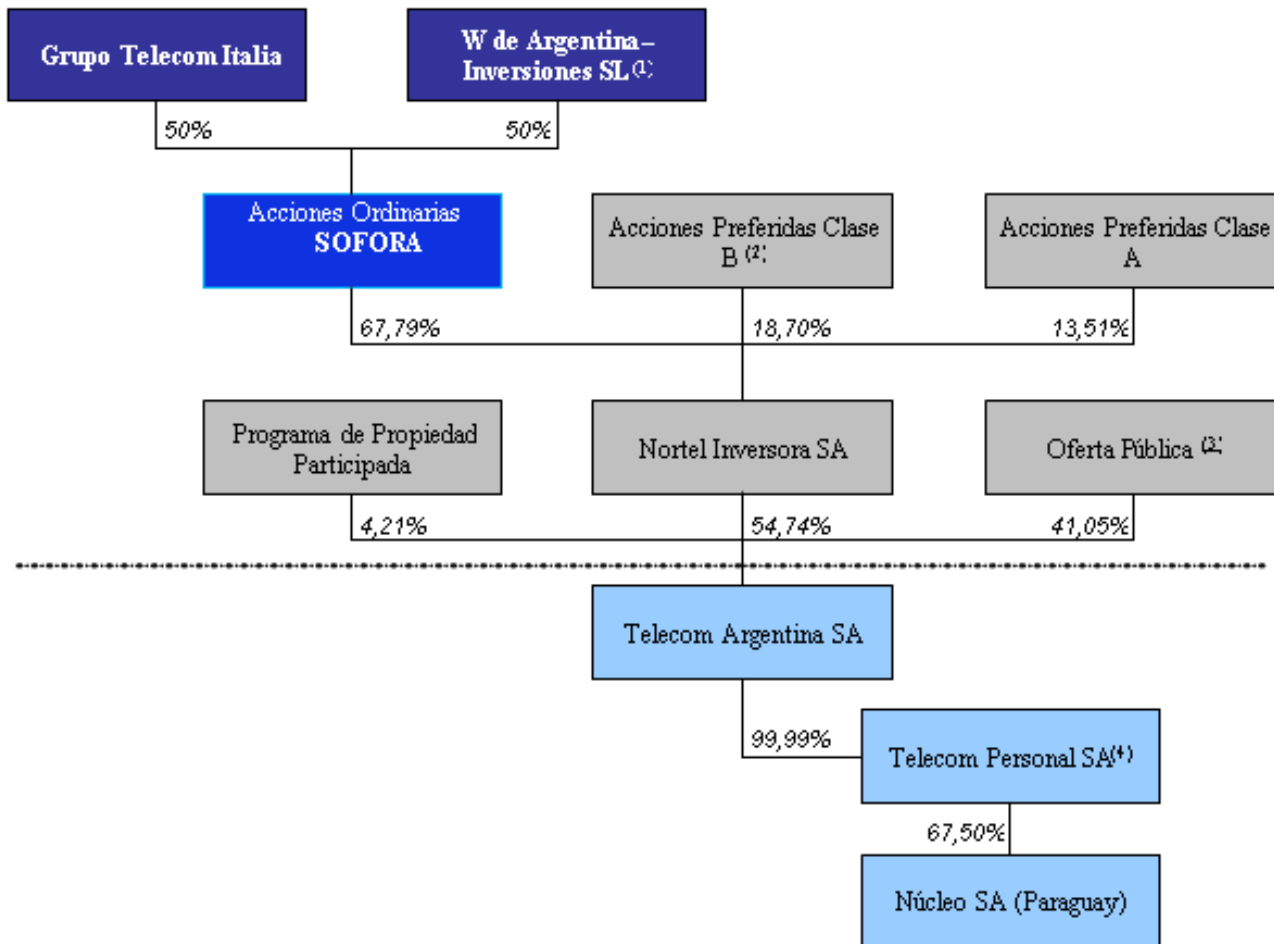 Grupo Telecom Italia
W de Argentina–
Inversiones SL (1)
50%
50%
Acciones Ordinarias
SOFORA
Acciones Preferidas Clase
B (2)
Acciones Preferidas Clase
A
67,79%
18,70%
13,51%
Programa de Propiedad
Participada
Nortel Inversora SA
Oferta Pública (3)
4,21%
54,74%
41,05%
Telecom Argentina SA
99,99%
Telecom Personal SA(4)
67,50%
Núcleo SA (Paraguay)